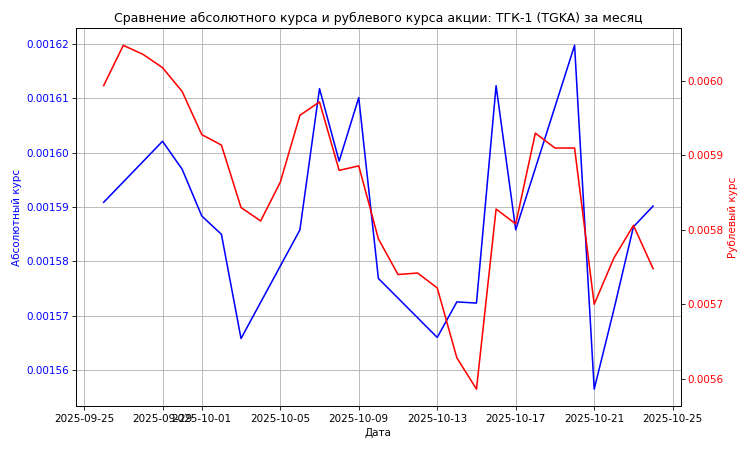 Сравнение абсолютного курса и рублевого курса акции: ТГК-1 (TGKA) за месяц
0.00162
0.00161
0.00160
0.00159
0.00158
0.00157
0.00156
Абсолютный курс
0.0060
0.0059
0.0058
0.0057
0.0056
Рублевый курс
2025-09-25 2025-09-29 2025-10-01 2025-10-05 2025-10-09 2025-10-13 2025-10-17 2025-10-21 2025-10-25
Дата